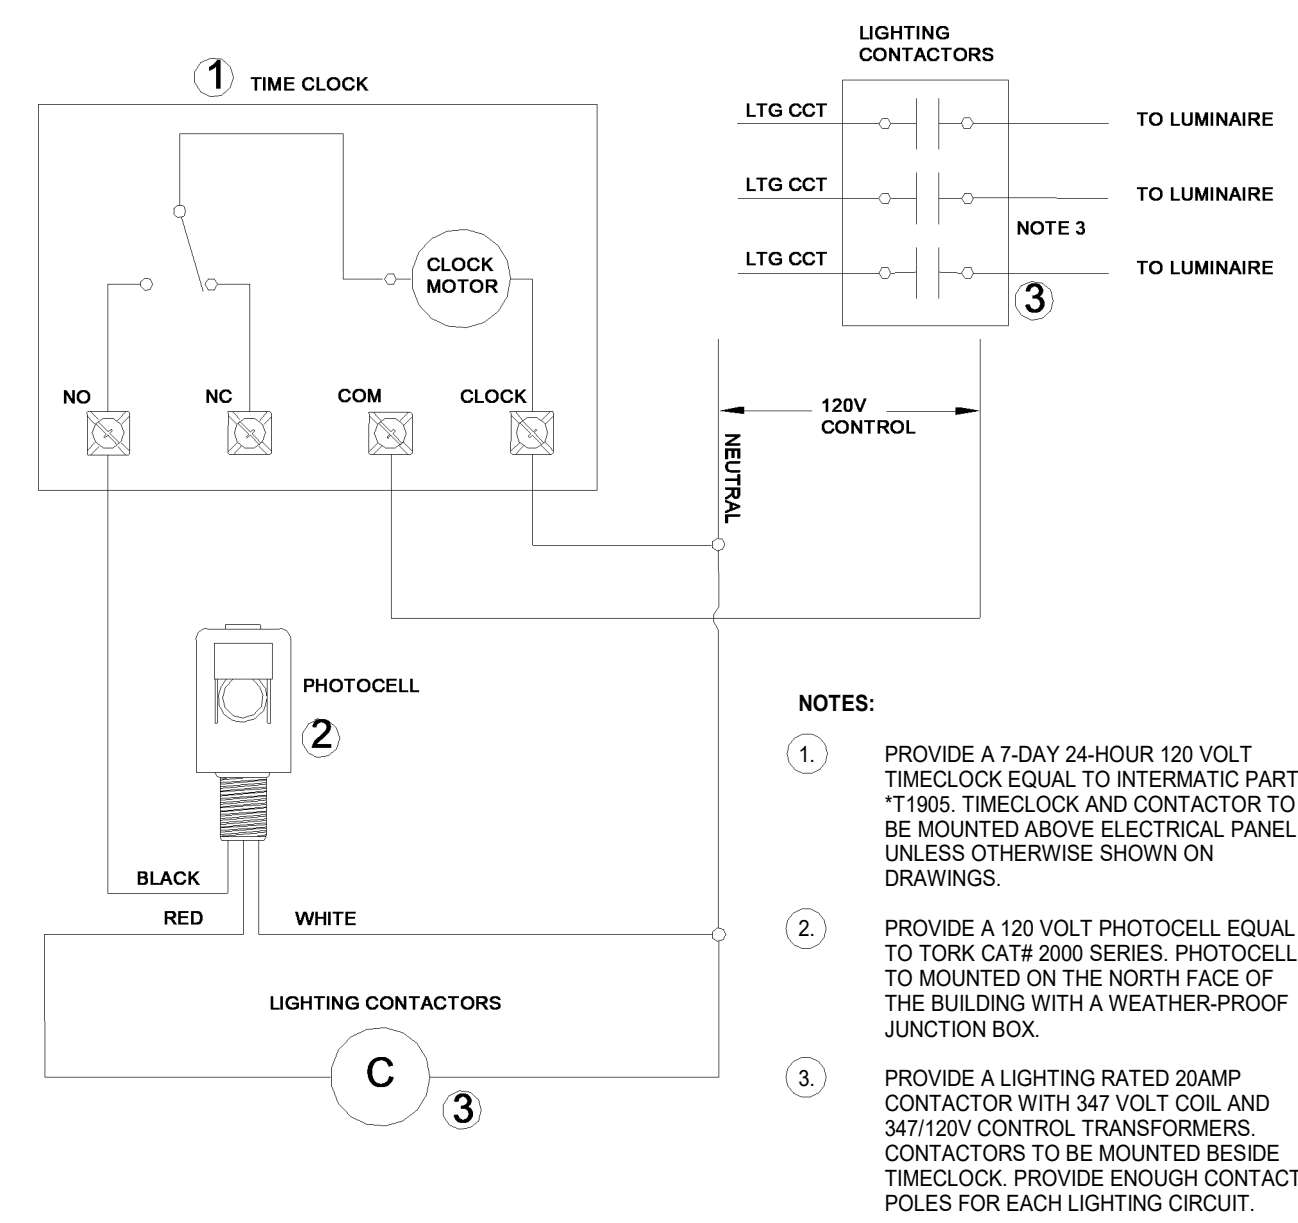 1 TIME CLOCK
LIGHTING
CONTACTORS
LTG CCT
TO LUMINAIRE
LTG CCT
TO LUMINAIRE
NOTE 3
LTG CCT
TO LUMINAIRE
3
CLOCK
MOTOR
NO
NC
COM
CLOCK
120V
CONTROL
NEUTRAL
PHOTOCELL
2
BLACK
RED
WHITE
LIGHTING CONTACTORS
C
3
NOTES:
1. PROVIDE A 7-DAY 24-HOUR 120 VOLT
TIMECLOCK EQUAL TO INTERMATIC PART
*T1905. TIMECLOCK AND CONTACTOR TO
BE MOUNTED ABOVE ELECTRICAL PANEL
UNLESS OTHERWISE SHOWN ON
DRAWINGS.
2. PROVIDE A 120 VOLT PHOTOCELL EQUAL
TO TORK CAT# 2000 SERIES. PHOTOCELL
TO MOUNTED ON THE NORTH FACE OF
THE BUILDING WITH A WEATHER-PROOF
JUNCTION BOX.
3. PROVIDE A LIGHTING RATED 20AMP
CONTACTOR WITH 347 VOLT COIL AND
347/120V CONTROL TRANSFORMERS.
CONTACTORS TO BE MOUNTED BESIDE
TIMECLOCK. PROVIDE ENOUGH CONTACT
POLES FOR EACH LIGHTING CIRCUIT.